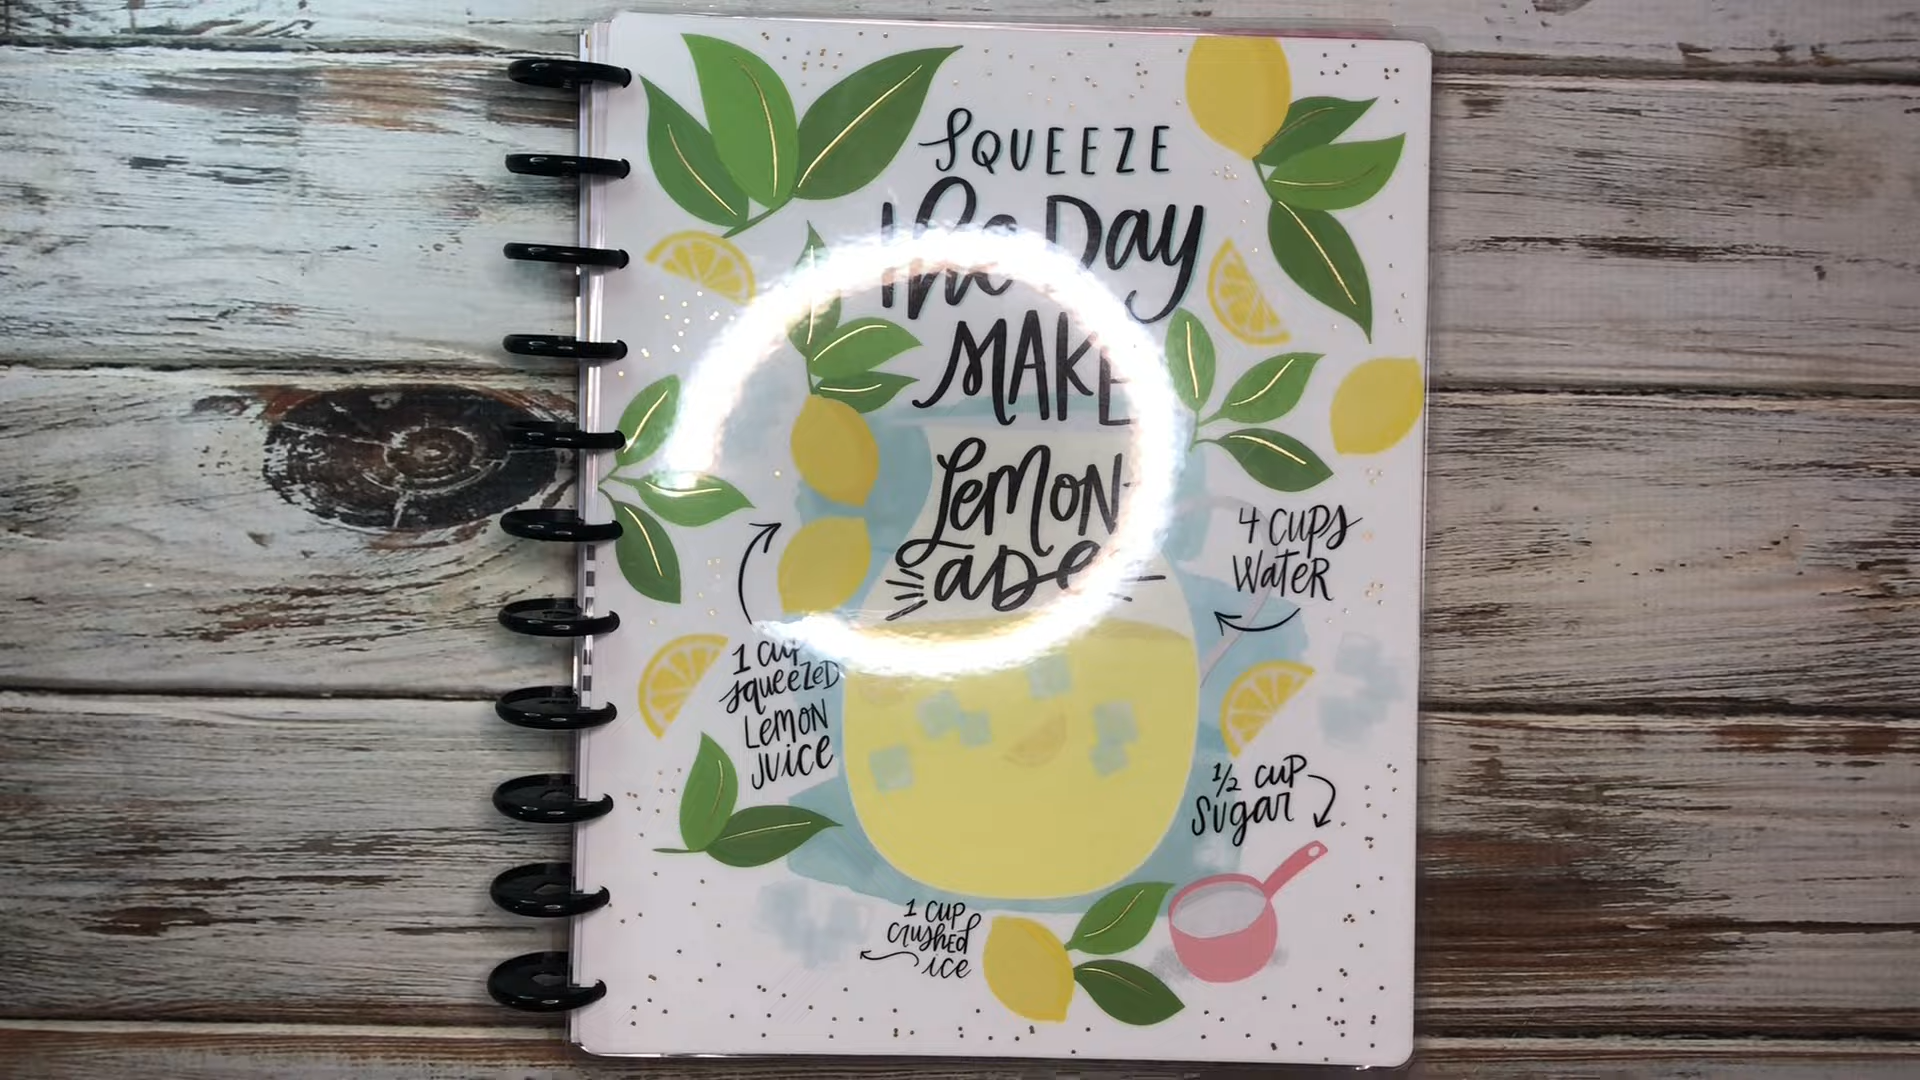 SQUEEZE
the Day
MAKE
Lemon-
aDe
4 cups
water
1 cup
squeezed
Lemon
Juice
1/2 cup
Sugar
1 cup
crushed
ice